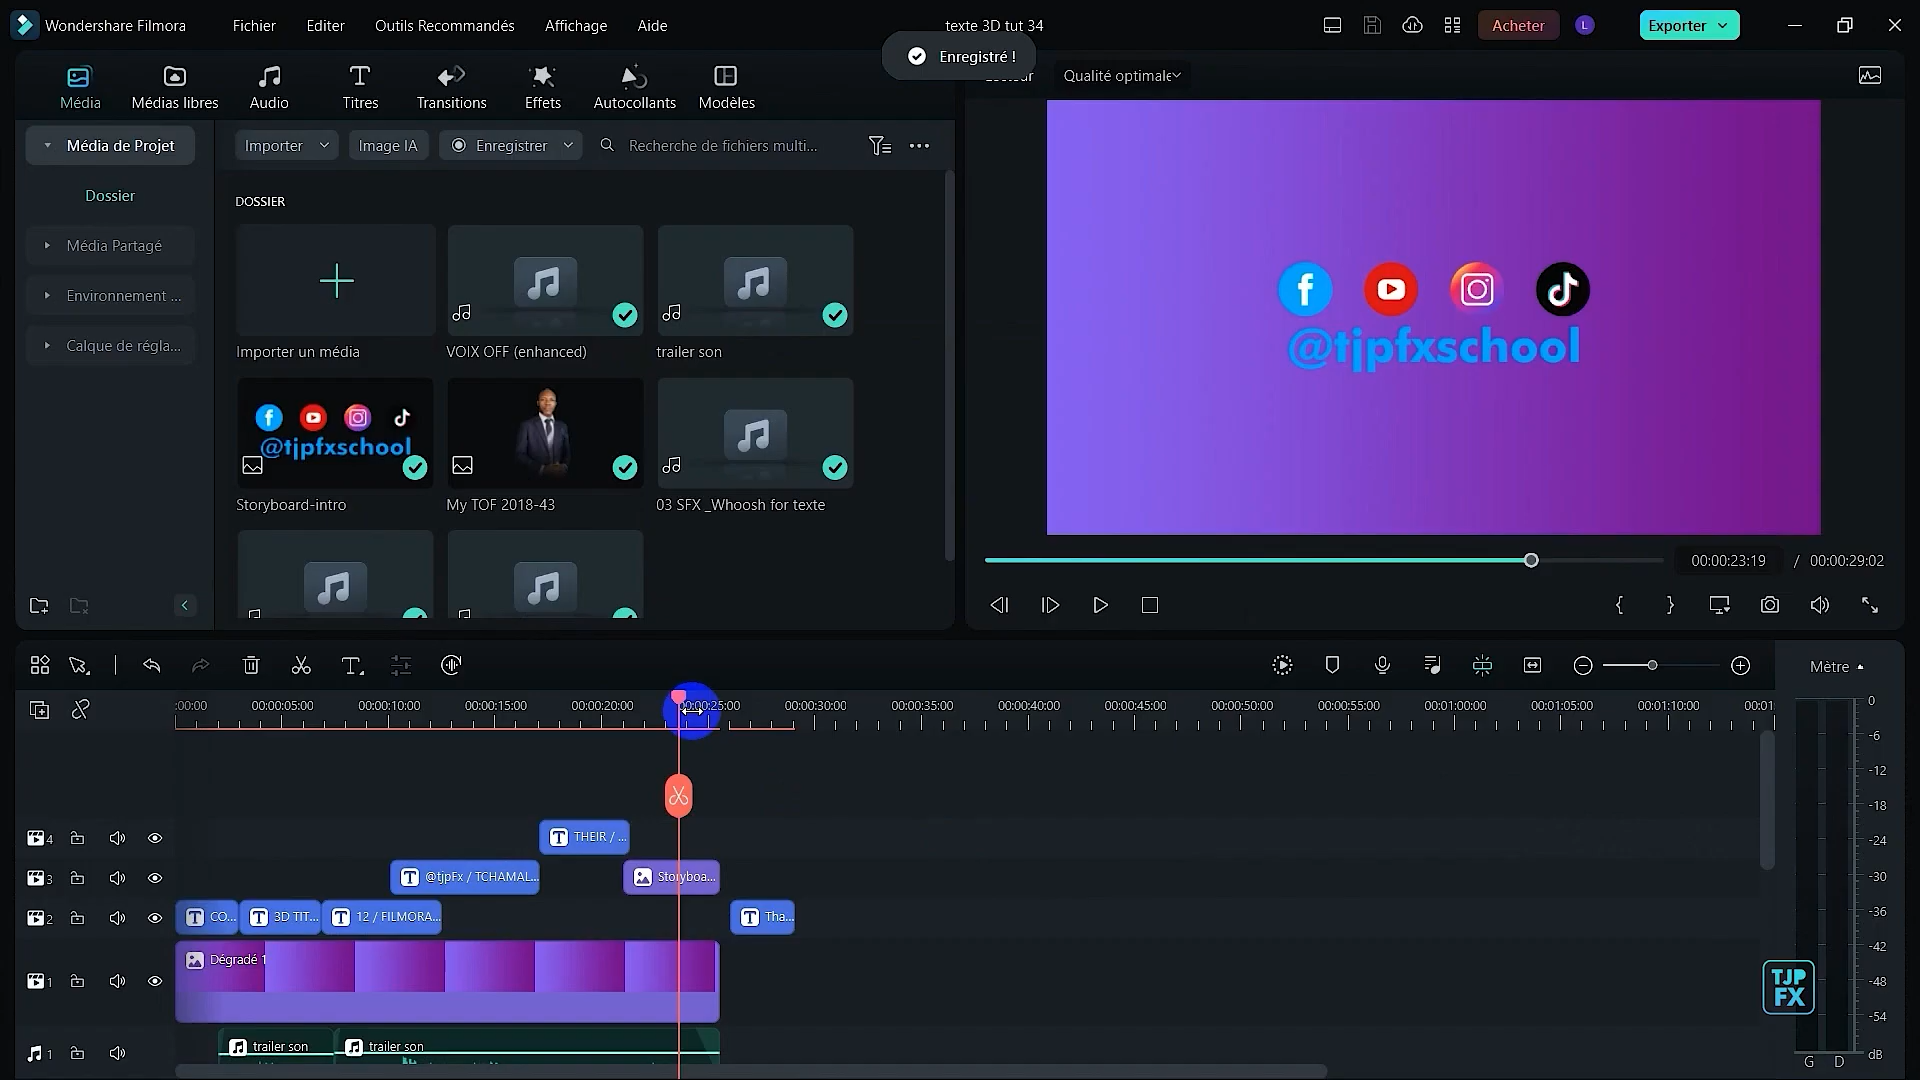 Wondershare Filmora
Fichier
Editer
Outils Recommandés
Affichage
Aide
texte 3D tut 34
Acheter
L
Exporter
Enregistré !
Média
Médias libres
Audio
Titres
Transitions
Effets
Autocollants
Modèles
Qualité optimale
Média de Projet
Importer
Image IA
Enregistrer
Recherche de fichiers multi...
Dossier
Média Partagé
Environnement ...
Calque de régla...
DOSSIER
Importer un média
VOIX OFF (enhanced)
trailer son
@tjpfxschool
Storyboard-intro
My TOF 2018-43
03 SFX _Whoosh for texte
@tjpfxschool
00:00:23:19 / 00:00:29:02
Mètre
:00:00
00:00:05:00
00:00:10:00
00:00:15:00
00:00:20:00
00:00:25:00
00:00:30:00
00:00:35:00
00:00:40:00
00:00:45:00
00:00:50:00
00:00:55:00
00:01:00:00
00:01:05:00
00:01:10:00
00:01:
4
THEIR / ...
3
@tjpFx / TCHAMAL...
Storyboa...
2
CO...
3D TIT...
12 / FILMORA...
Tha...
1
Dégradé 1
1
trailer son
trailer son
0
-6
-12
-18
-24
-30
-36
-42
-48
-54
dB
G D
TJP
FX